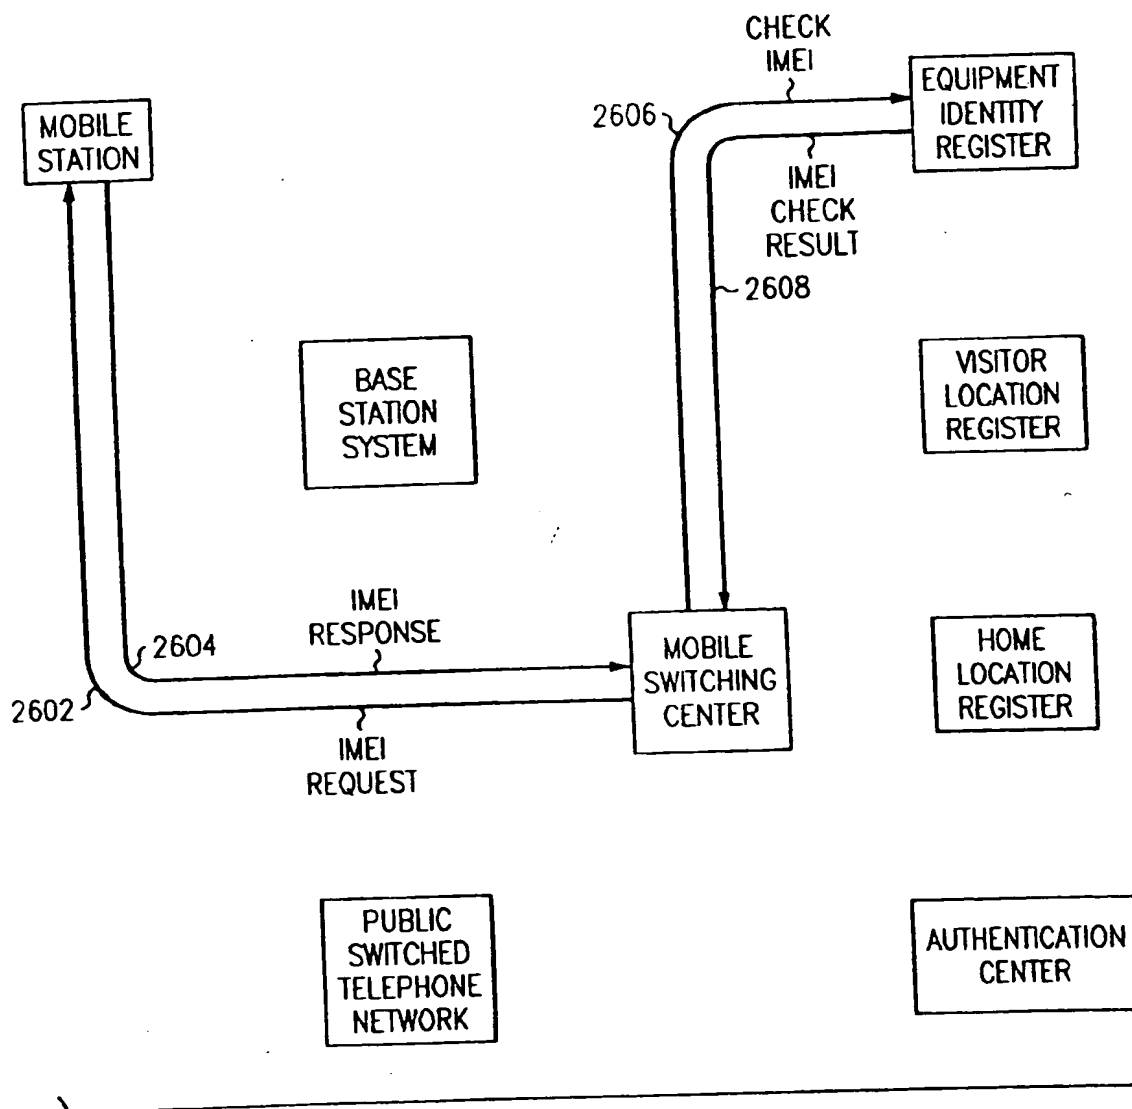 CHECK
IMEI
2606
EQUIPMENT
IDENTITY
REGISTER
MOBILE
STATION
IMEI
CHECK
RESULT
2608
BASE
STATION
SYSTEM
VISITOR
LOCATION
REGISTER
IMEI
RESPONSE
2604
2602
MOBILE
SWITCHING
CENTER
HOME
LOCATION
REGISTER
IMEI
REQUEST
PUBLIC
SWITCHED
TELEPHONE
NETWORK
AUTHENTICATION
CENTER